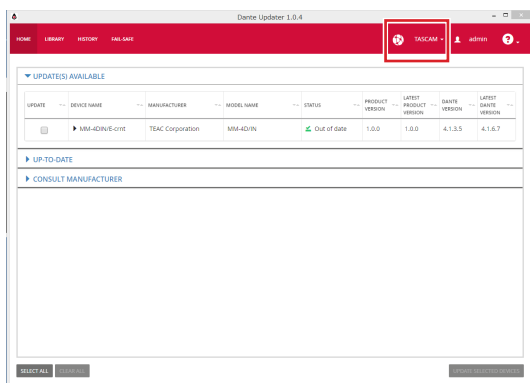 Dante Updater 1.0.4
HOME LIBRARY HISTORY FAIL-SAFE TASCAM admin ?
UPDATE(S) AVAILABLE
UPDATE DEVICE NAME MANUFACTURER MODEL NAME STATUS PRODUCT VERSION LATEST PRODUCT VERSION DANTE VERSION LATEST DANTE VERSION
MM-4DIN/E-crnt TEAC Corporation MM-4D/IN Out of date 1.0.0 1.0.0 4.1.3.5 4.1.6.7
UP-TO-DATE
CONSULT MANUFACTURER
SELECT ALL CLEAR ALL UPDATE SELECTED DEVICES